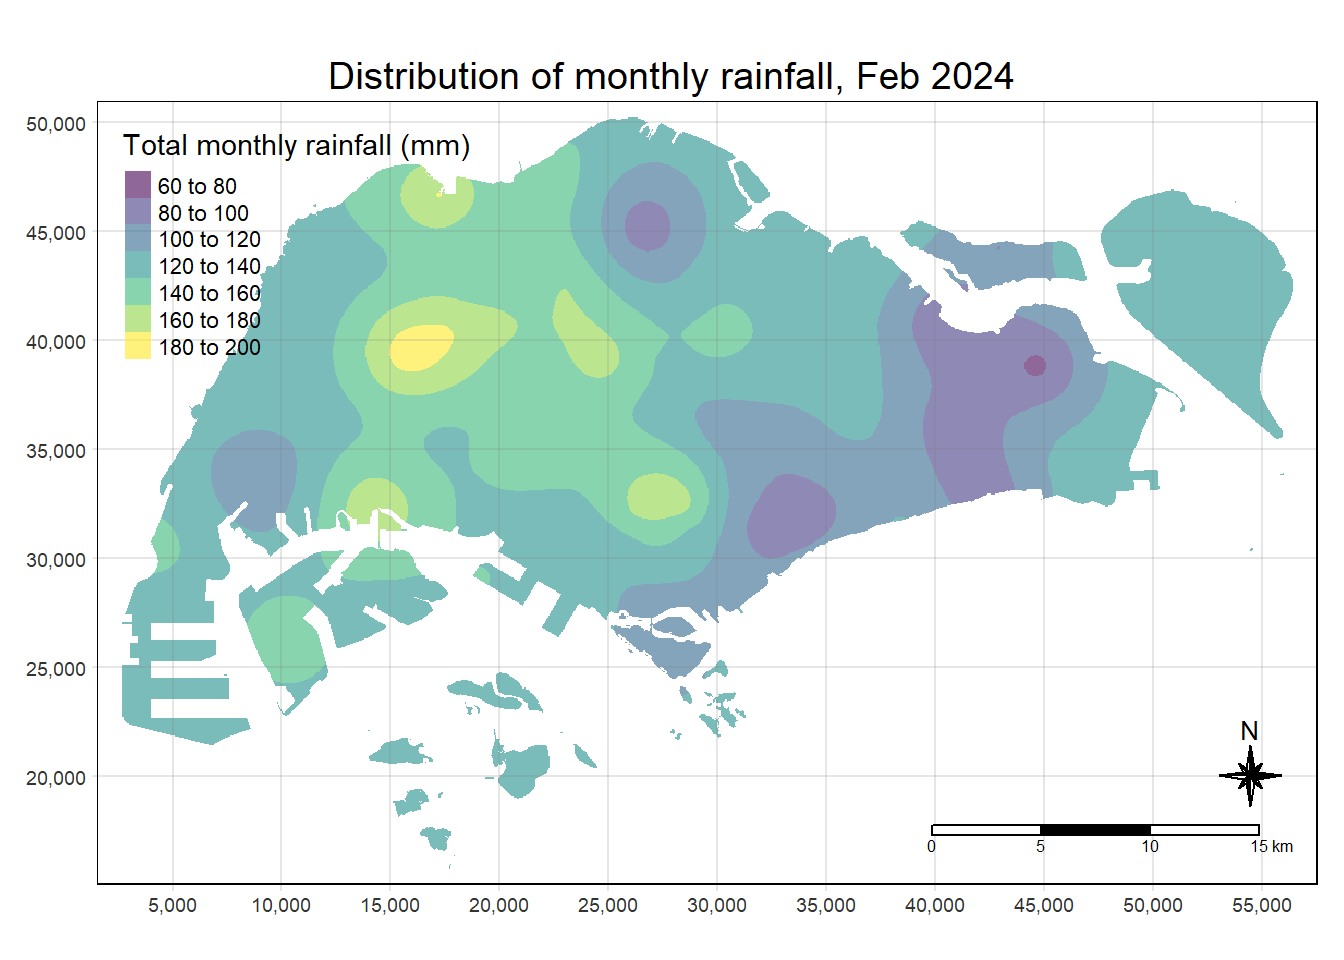 Distribution of monthly rainfall, Feb 2024
Total monthly rainfall (mm)
60 to 80
80 to 100
100 to 120
120 to 140
140 to 160
160 to 180
180 to 200
50,000
45,000
40,000
35,000
30,000
25,000
20,000
N
0 5 10 15 km
5,000 10,000 15,000 20,000 25,000 30,000 35,000 40,000 45,000 50,000 55,000